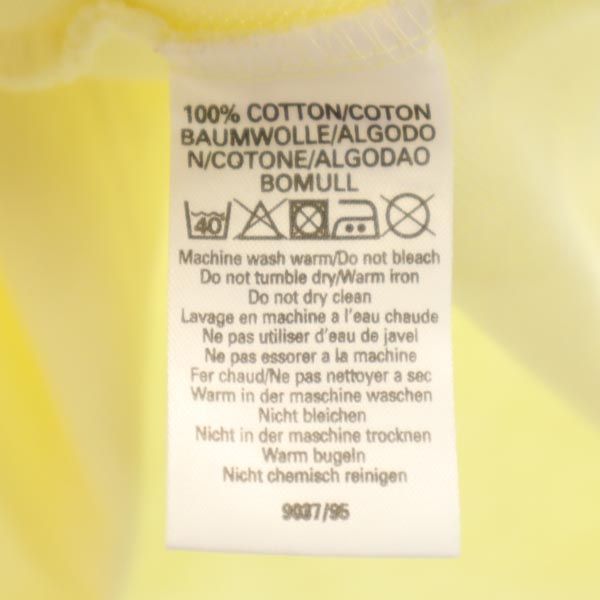 100% COTTON/COTON
BAUMWOLLE/ALGODO
N/COTONE/ALGODAO
BOMULL
40
Machine wash warm/Do not bleach
Do not tumble dry/Warm iron
Do not dry clean
Lavage en machine a l'eau chaude
Ne pas utiliser d'eau de javel
Ne pas essorer a la machine
Fer chaud/Ne pas nettoyer a sec
Warm in der maschine waschen
Nicht bleichen
Nicht in der maschine trocknen
Warm bugeln
Nicht chemisch reinigen